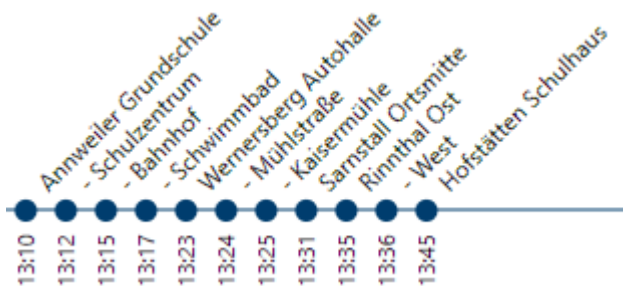 Annweiler Grundschule
- Schulzentrum
- Bahnhof
- Schwimmbad
Wernersberg Autohalle
- Mühlstraße
- Kaisermühle
Sarnstall Ortsmitte
Rinnthal Ost
- West
Hofstätten Schulhaus
13:10
13:12
13:15
13:17
13:23
13:24
13:25
13:31
13:35
13:36
13:45